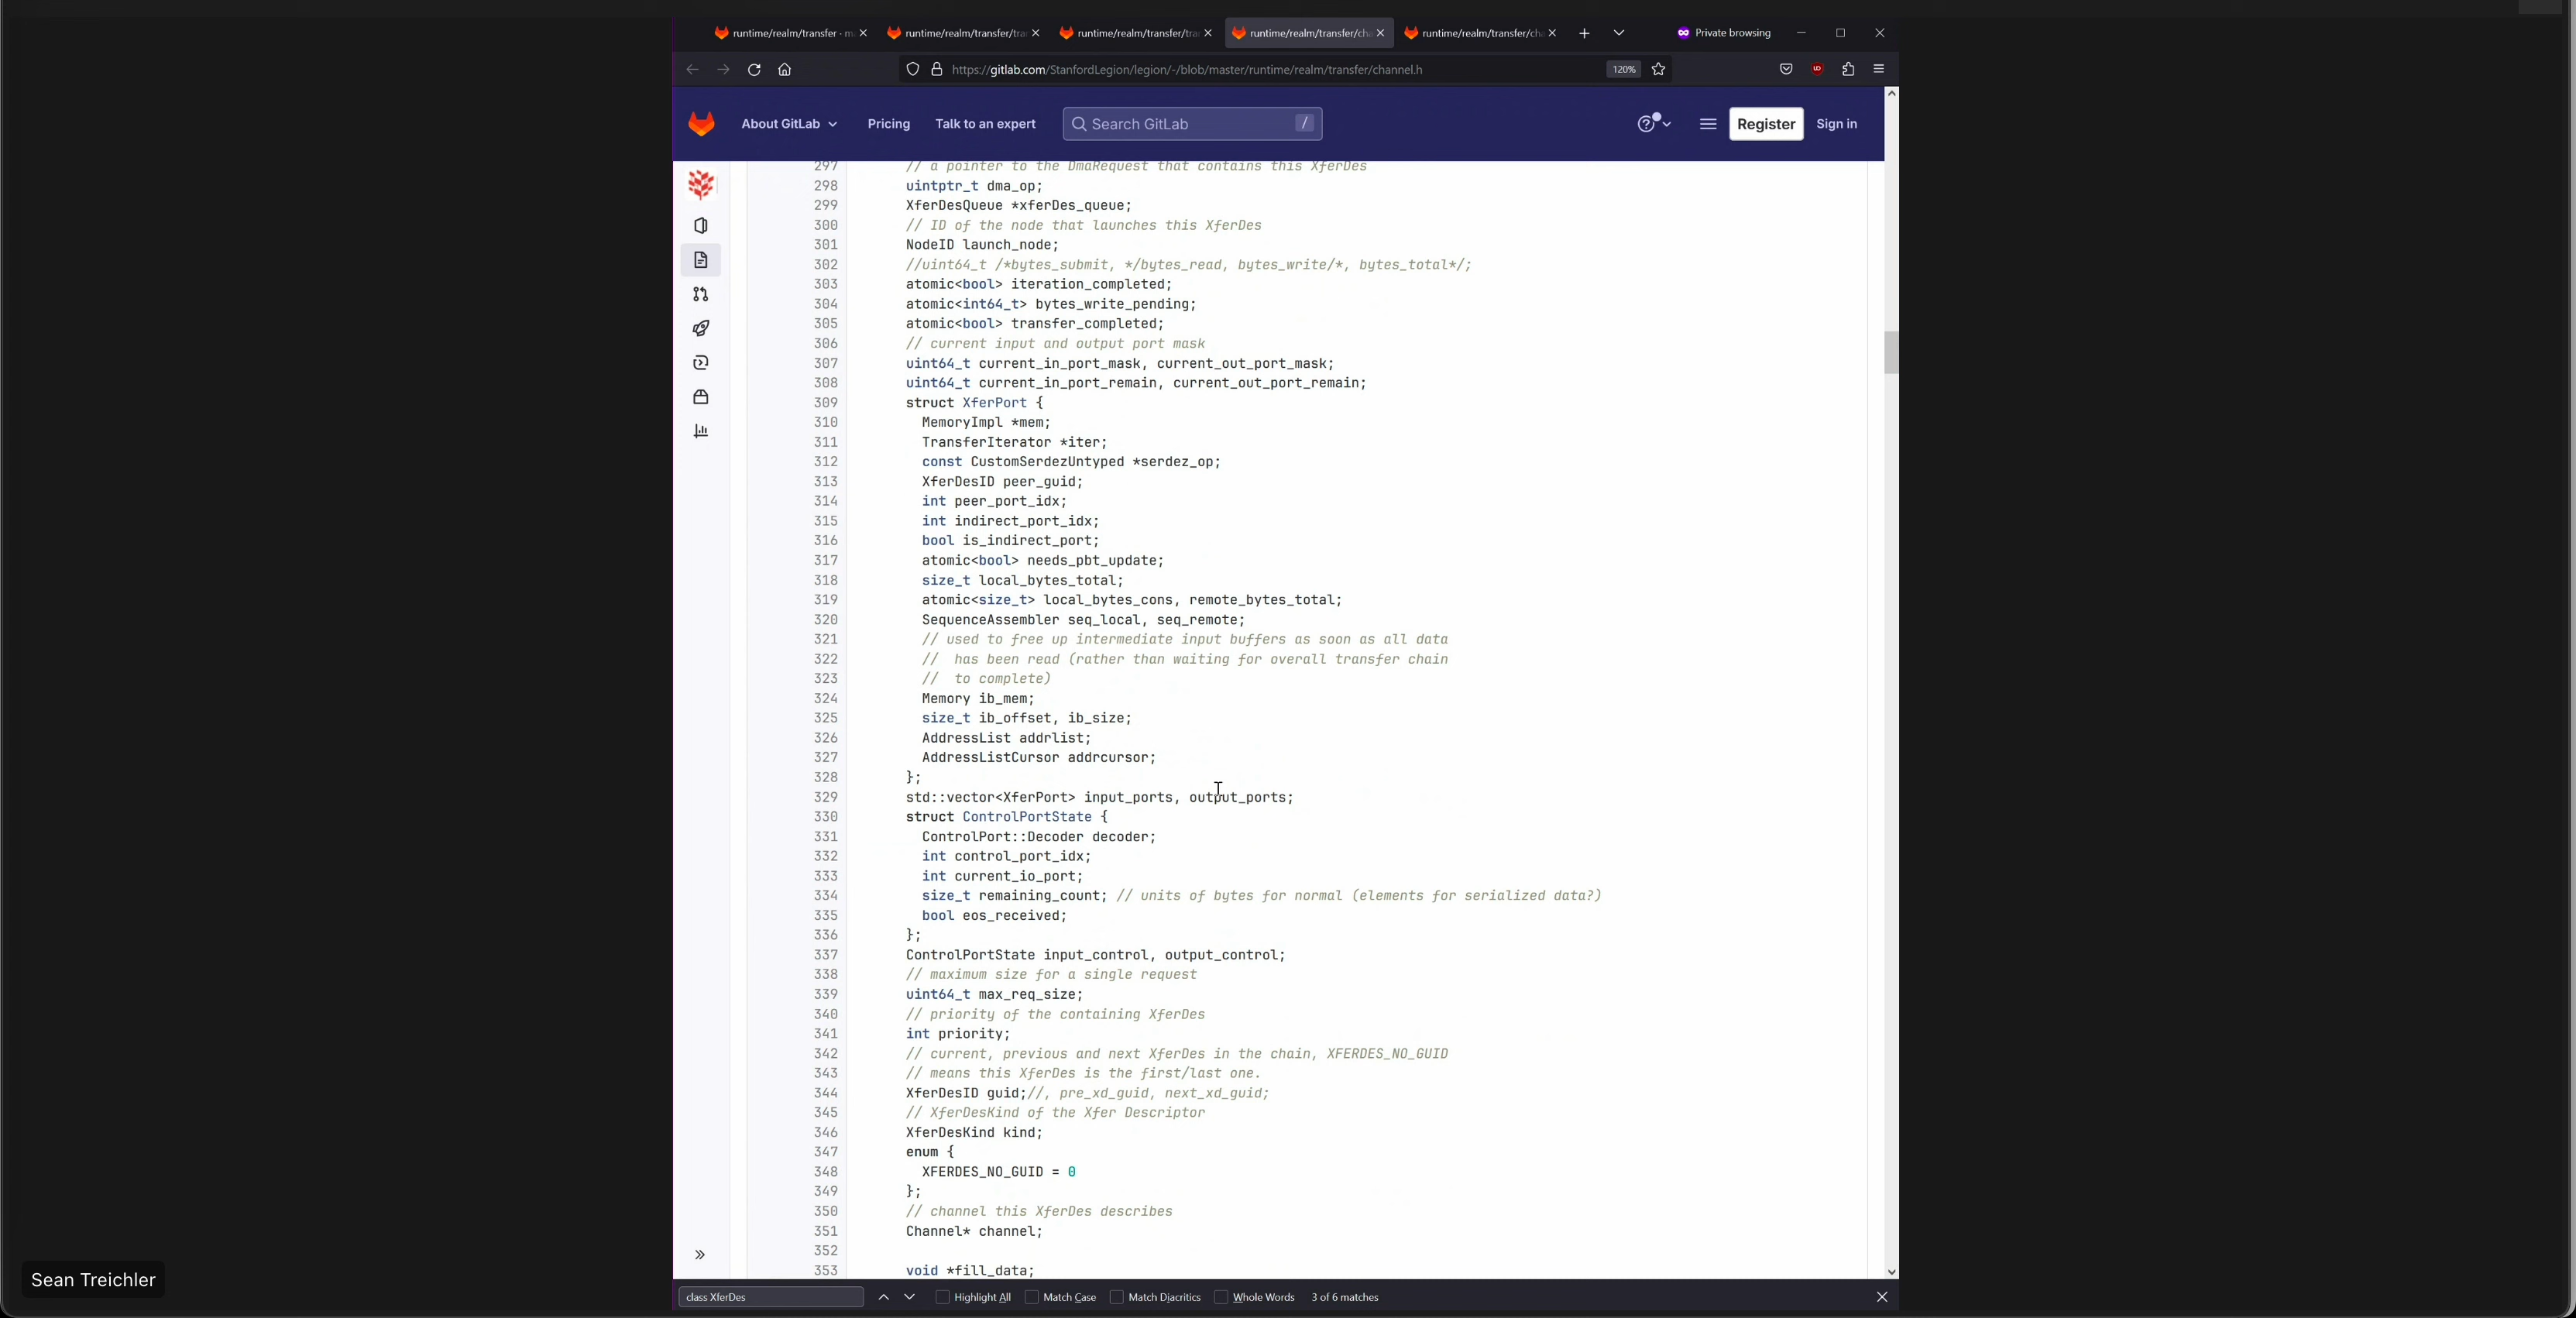 runtime/realm/transfer · m
runtime/realm/transfer/tra
runtime/realm/transfer/tra
runtime/realm/transfer/cha
runtime/realm/transfer/cha
Private browsing
https://gitlab.com/StanfordLegion/legion/-/blob/master/runtime/realm/transfer/channel.h
120%
About GitLab
Pricing
Talk to an expert
Search GitLab
/
Register
Sign in
297 // a pointer to the DmaRequest that contains this XferDes
298 uintptr_t dma_op;
299 XferDesQueue *xferDes_queue;
300 // ID of the node that launches this XferDes
301 NodeID launch_node;
302 //uint64_t /*bytes_submit, */bytes_read, bytes_write/*, bytes_total*/;
303 atomic<bool> iteration_completed;
304 atomic<int64_t> bytes_write_pending;
305 atomic<bool> transfer_completed;
306 // current input and output port mask
307 uint64_t current_in_port_mask, current_out_port_mask;
308 uint64_t current_in_port_remain, current_out_port_remain;
309 struct XferPort {
310 MemoryImpl *mem;
311 TransferIterator *iter;
312 const CustomSerdezUntyped *serdez_op;
313 XferDesID peer_guid;
314 int peer_port_idx;
315 int indirect_port_idx;
316 bool is_indirect_port;
317 atomic<bool> needs_pbt_update;
318 size_t local_bytes_total;
319 atomic<size_t> local_bytes_cons, remote_bytes_total;
320 SequenceAssembler seq_local, seq_remote;
321 // used to free up intermediate input buffers as soon as all data
322 //  has been read (rather than waiting for overall transfer chain
323 //  to complete)
324 Memory ib_mem;
325 size_t ib_offset, ib_size;
326 AddressList addrlist;
327 AddressListCursor addrcursor;
328 };
329 std::vector<XferPort> input_ports, output_ports;
330 struct ControlPortState {
331 ControlPort::Decoder decoder;
332 int control_port_idx;
333 int current_io_port;
334 size_t remaining_count; // units of bytes for normal (elements for serialized data?)
335 bool eos_received;
336 };
337 ControlPortState input_control, output_control;
338 // maximum size for a single request
339 uint64_t max_req_size;
340 // priority of the containing XferDes
341 int priority;
342 // current, previous and next XferDes in the chain, XFERDES_NO_GUID
343 // means this XferDes is the first/last one.
344 XferDesID guid;//, pre_xd_guid, next_xd_guid;
345 // XferDesKind of the Xfer Descriptor
346 XferDesKind kind;
347 enum {
348 XFERDES_NO_GUID = 0
349 };
350 // channel this XferDes describes
351 Channel* channel;
352
353 void *fill_data;
Sean Treichler
class XferDes
Highlight All
Match Case
Match Diacritics
Whole Words
3 of 6 matches